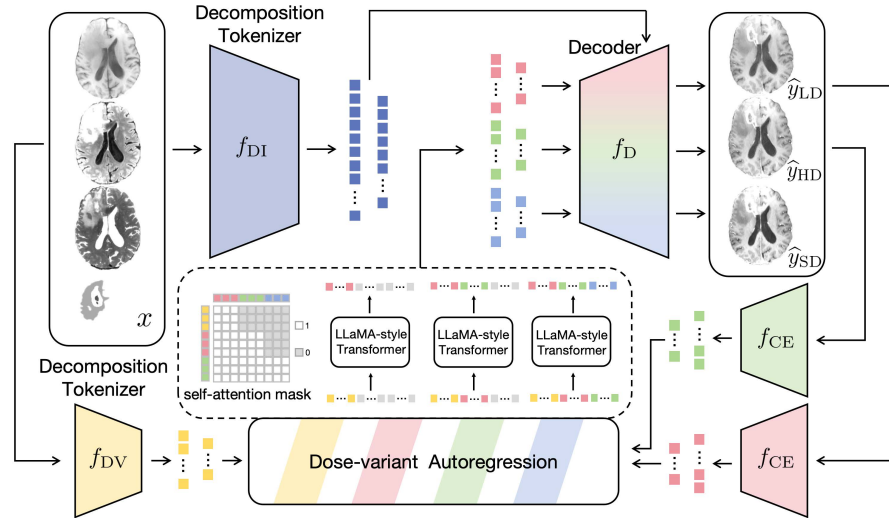 Decomposition
Tokenizer
Decoder
f_DI
f_D
ŷ_LD
ŷ_HD
ŷ_SD
x
1
0
self-attention mask
LLaMA-style
Transformer
LLaMA-style
Transformer
LLaMA-style
Transformer
f_CE
Decomposition
Tokenizer
f_DV
Dose-variant Autoregression
f_CE